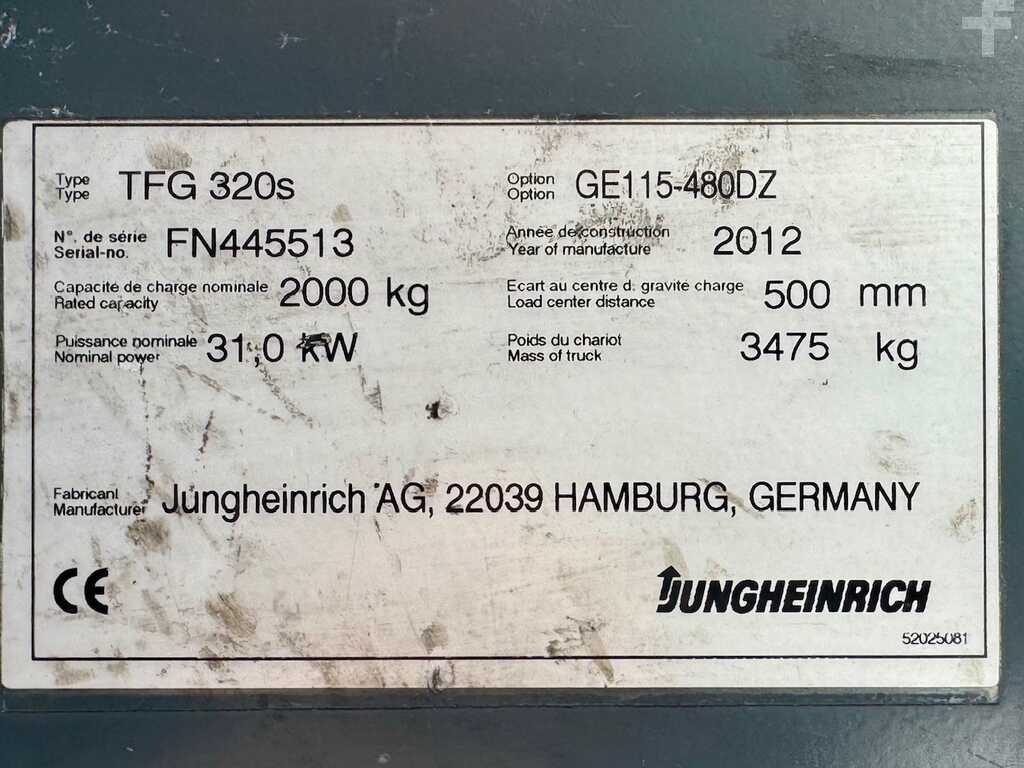 Type
Type TFG 320s
Option
Option GE115-480DZ
N°. de série
Serial-no. FN445513
Année de construction
Year of manufacture 2012
Capacité de charge nominale
Rated capacity 2000 kg
Ecart au centre d. gravité charge
Load center distance 500 mm
Puissance nominale
Nominal power 31,0 kW
Poids du chariot
Mass of truck 3475 kg
Fabricant
Manufacturer Jungheinrich AG, 22039 HAMBURG, GERMANY
CE
JUNGHEINRICH
52025081